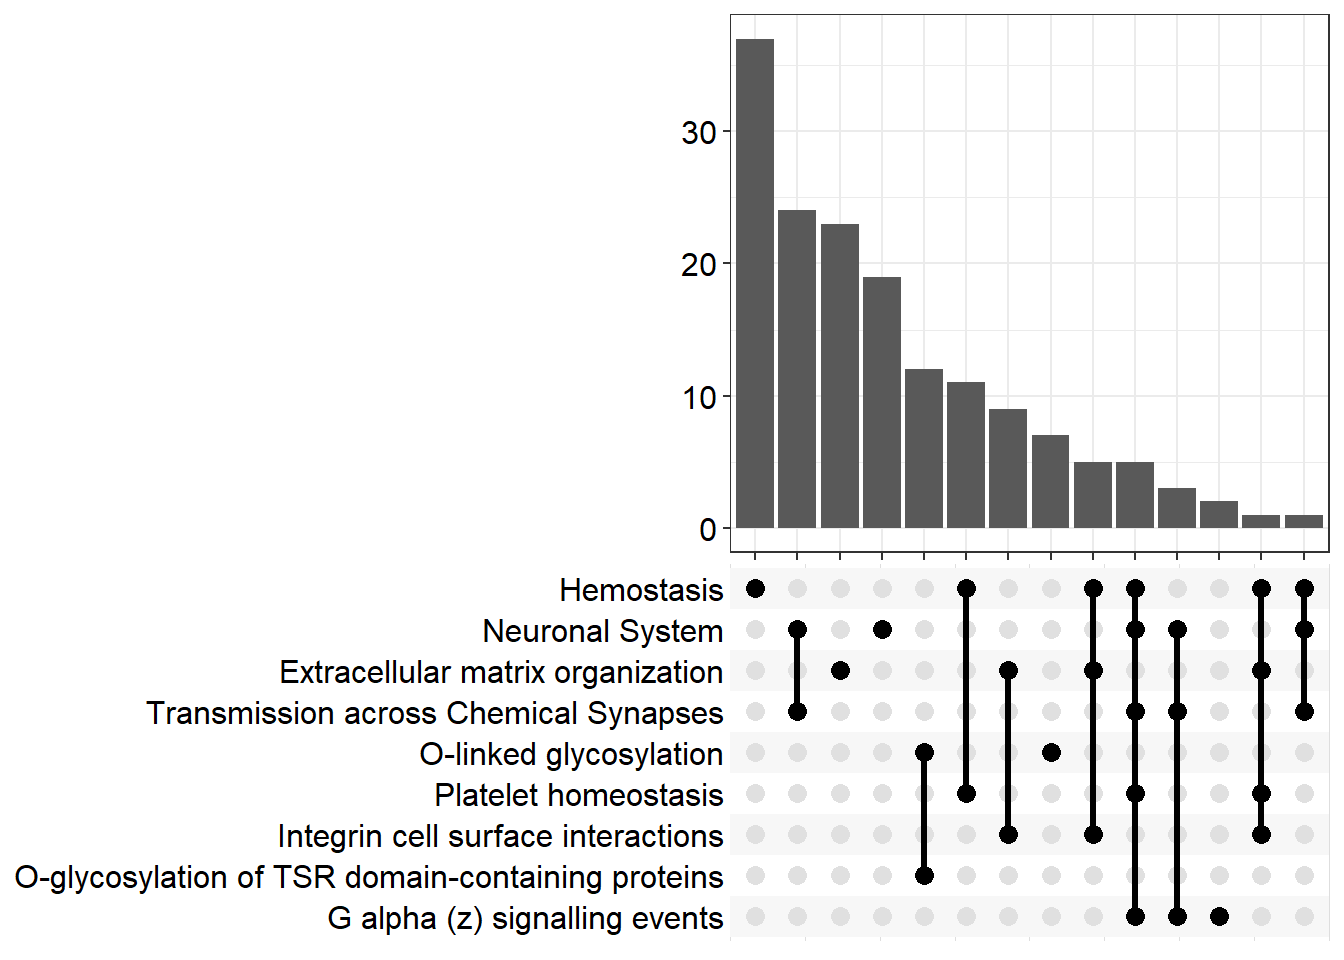 30
20
10
0
Hemostasis
Neuronal System
Extracellular matrix organization
Transmission across Chemical Synapses
O-linked glycosylation
Platelet homeostasis
Integrin cell surface interactions
O-glycosylation of TSR domain-containing proteins
G alpha (z) signalling events